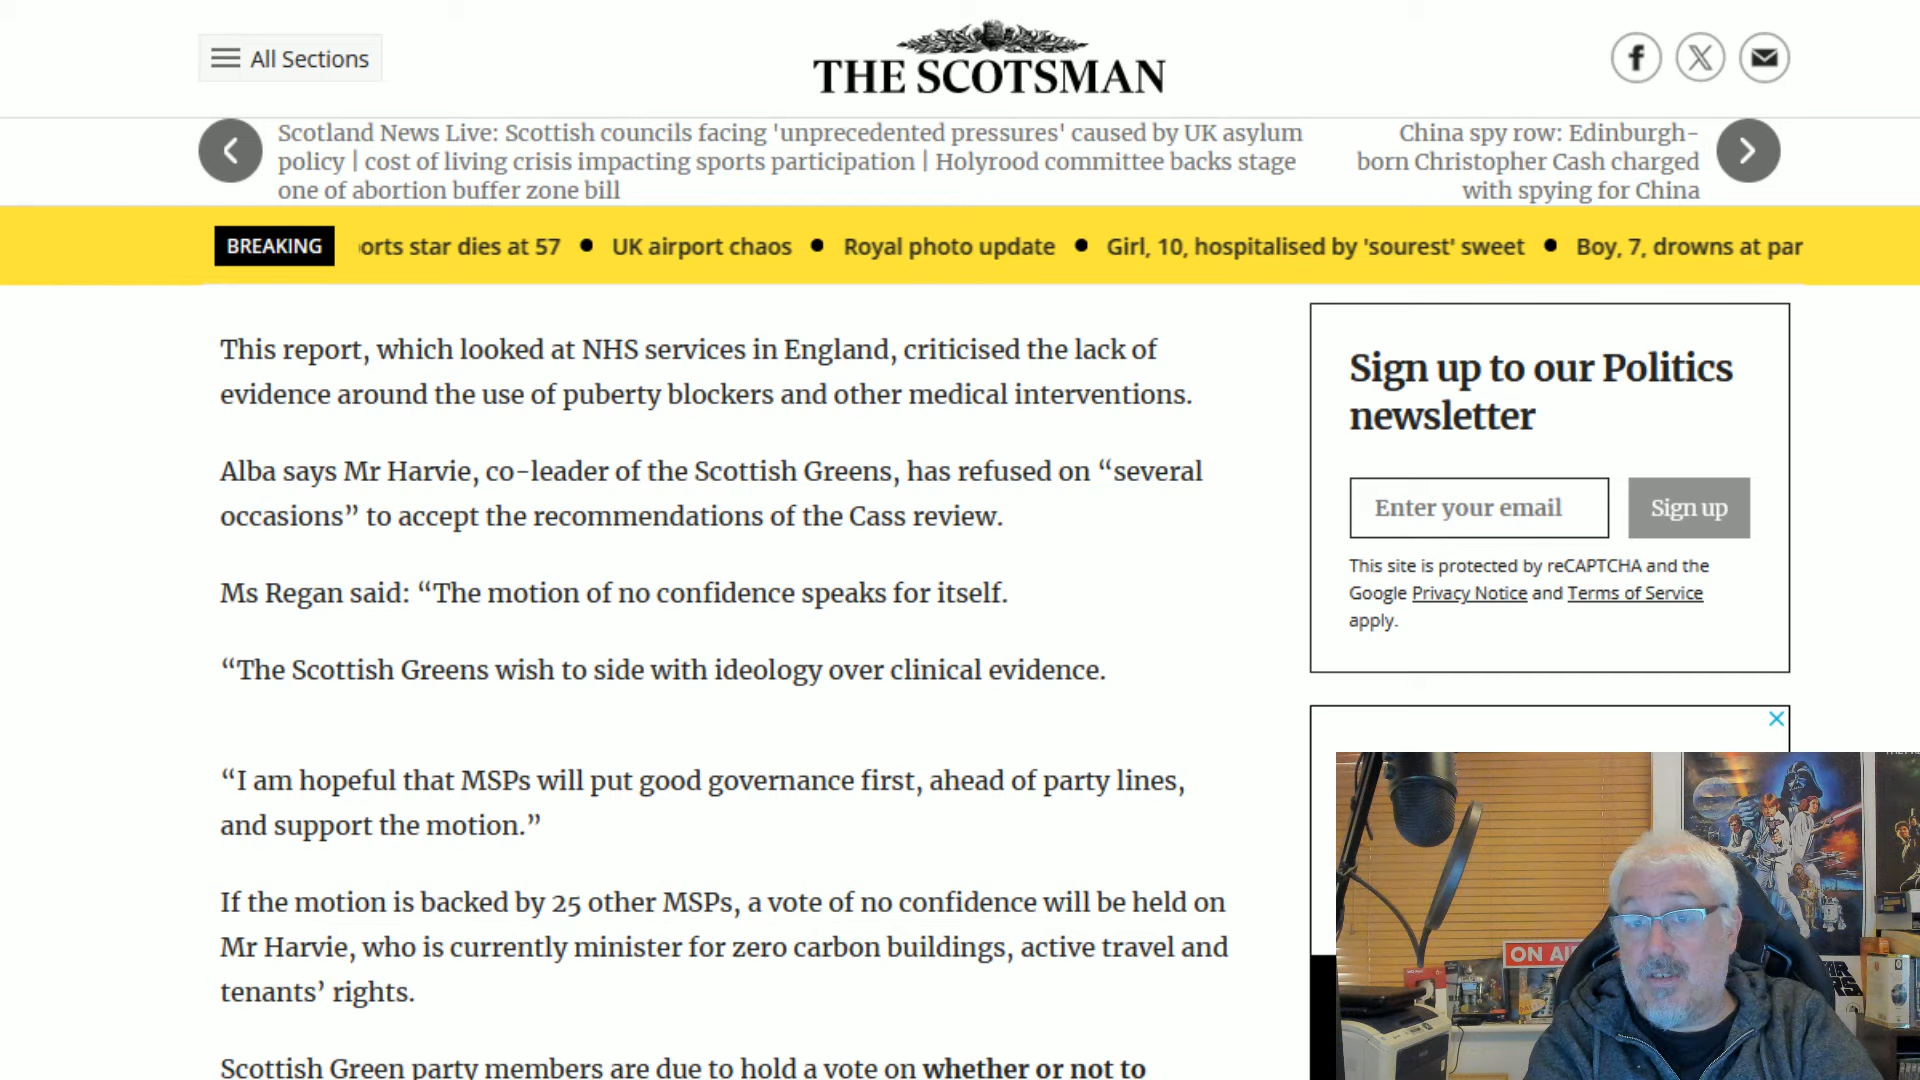 All Sections
THE SCOTSMAN
Scotland News Live: Scottish councils facing 'unprecedented pressures' caused by UK asylum
policy | cost of living crisis impacting sports participation | Holyrood committee backs stage
one of abortion buffer zone bill
China spy row: Edinburgh-
born Christopher Cash charged
with spying for China
BREAKING
orts star dies at 57 • UK airport chaos • Royal photo update • Girl, 10, hospitalised by 'sourest' sweet • Boy, 7, drowns at par
This report, which looked at NHS services in England, criticised the lack of
evidence around the use of puberty blockers and other medical interventions.
Alba says Mr Harvie, co-leader of the Scottish Greens, has refused on “several
occasions” to accept the recommendations of the Cass review.
Ms Regan said: “The motion of no confidence speaks for itself.
“The Scottish Greens wish to side with ideology over clinical evidence.
“I am hopeful that MSPs will put good governance first, ahead of party lines,
and support the motion.”
If the motion is backed by 25 other MSPs, a vote of no confidence will be held on
Mr Harvie, who is currently minister for zero carbon buildings, active travel and
tenants’ rights.
Scottish Green party members are due to hold a vote on whether or not to
Sign up to our Politics
newsletter
Enter your email
Sign up
This site is protected by reCAPTCHA and the
Google Privacy Notice and Terms of Service
apply.
ON AI